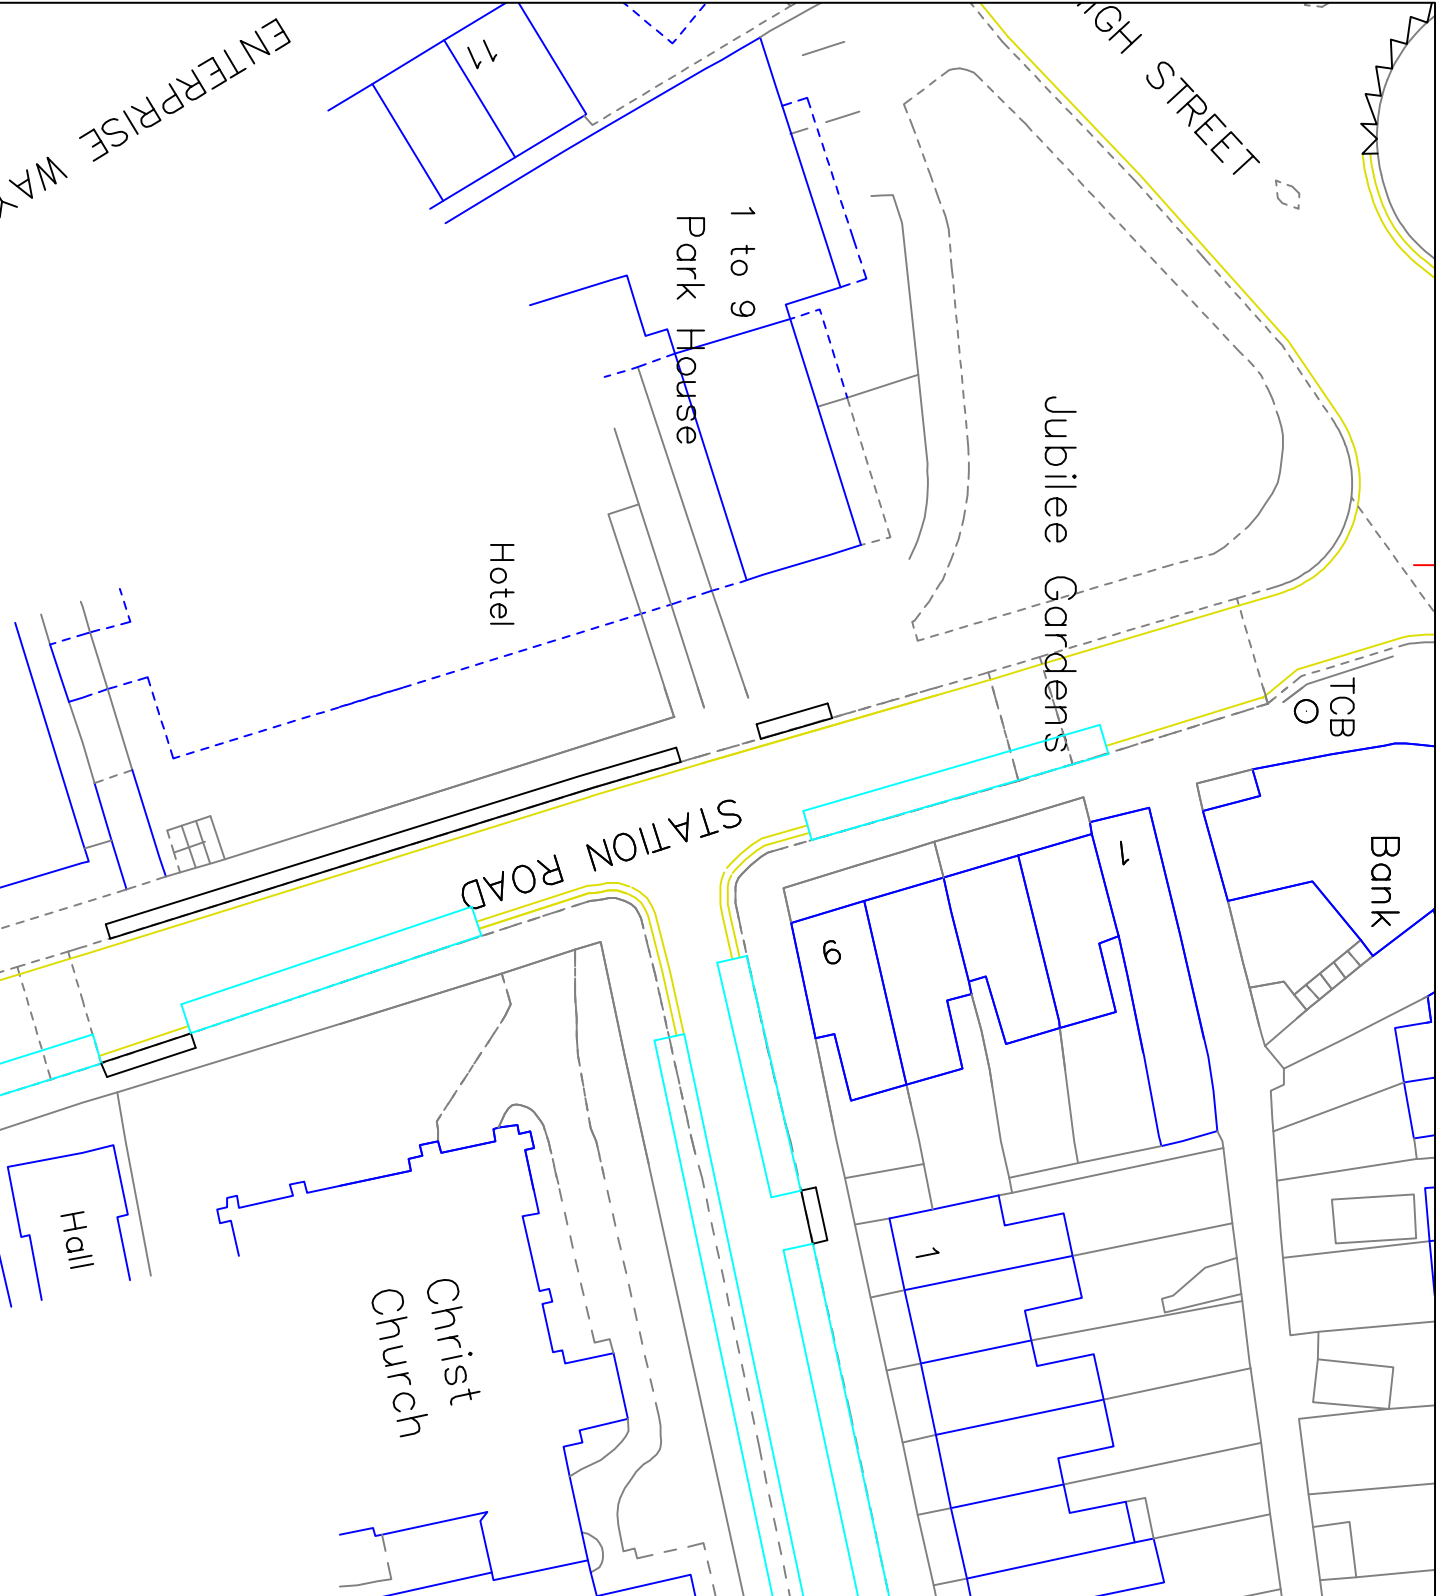 ENTERPRISE WAY
11
HIGH STREET
1 to 9
Park House
Jubilee Gardens
Hotel
TCB
STATION ROAD
Bank
1
9
1
Hall
Christ
Church